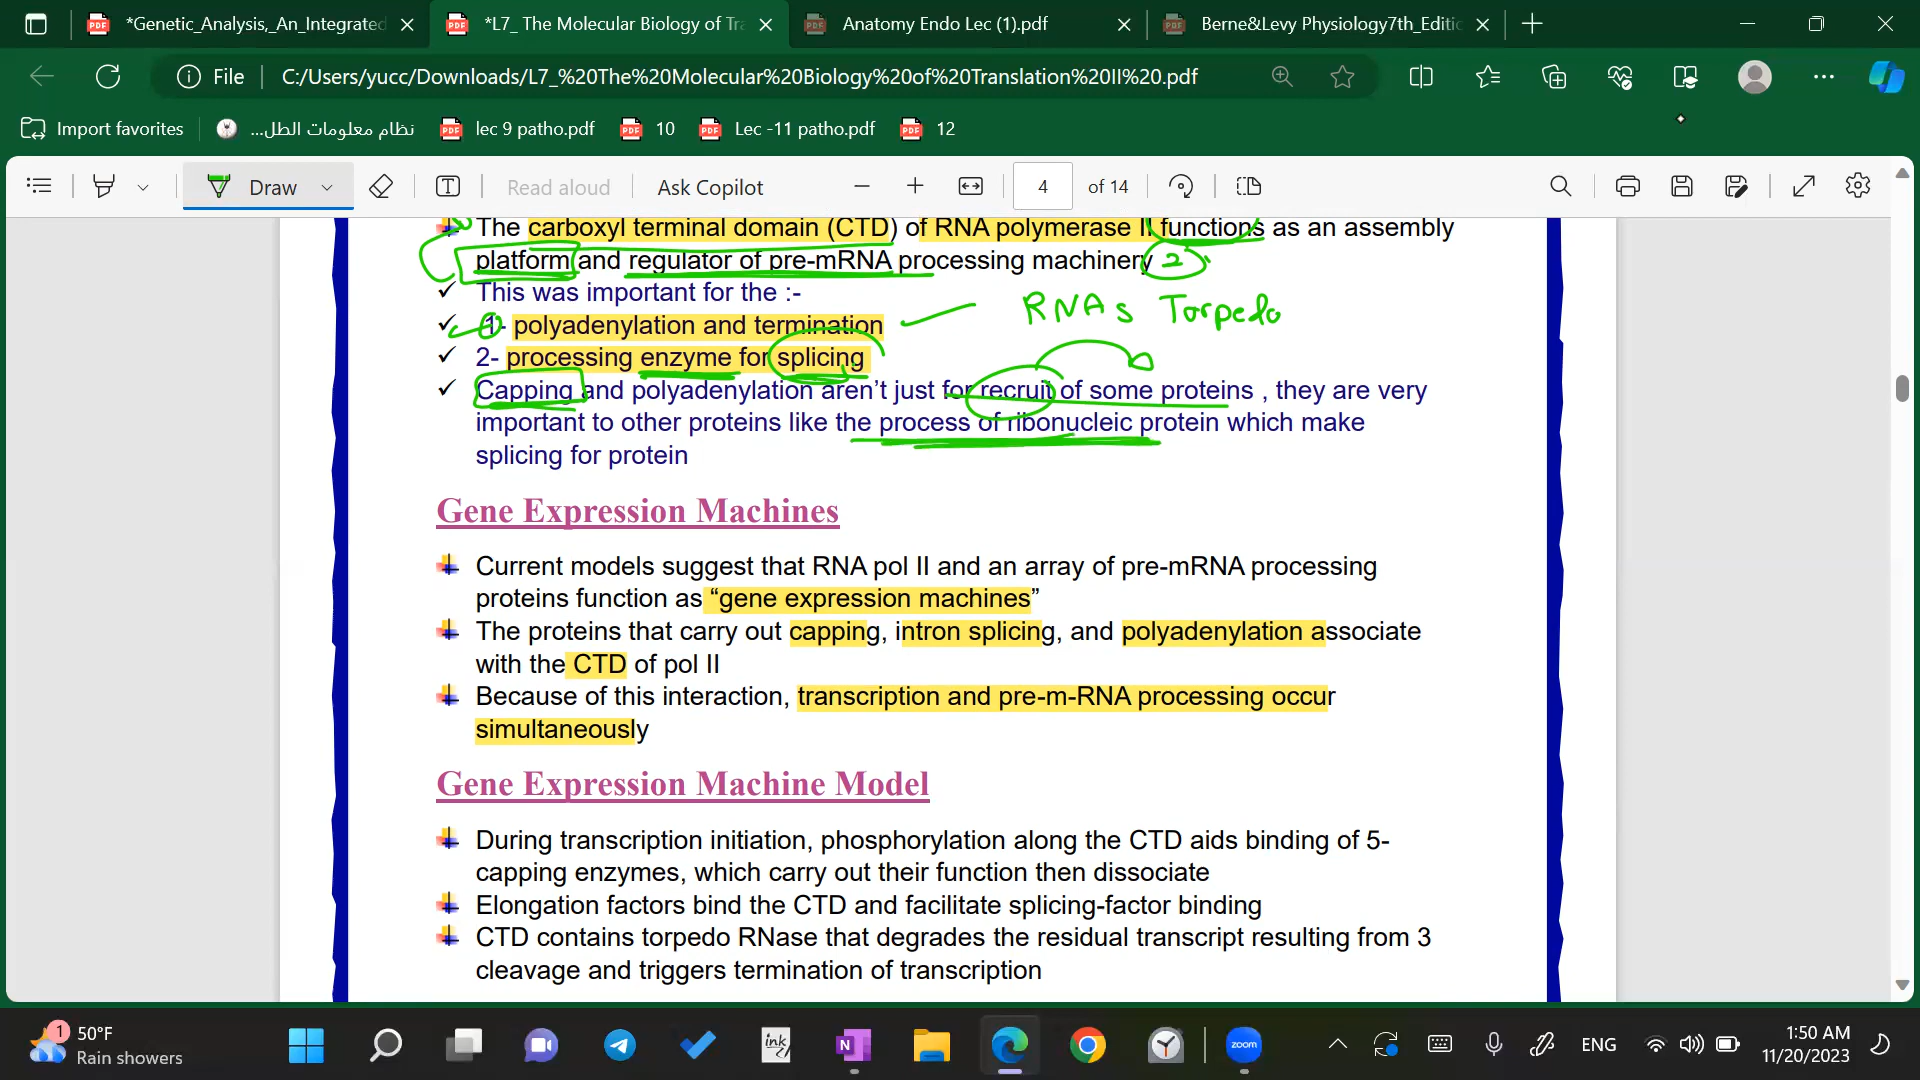 *Genetic_Analysis,_An_Integrated
*L7_ The Molecular Biology of Tra
Anatomy Endo Lec (1).pdf
Berne&Levy Physiology7th_Editic
File
C:/Users/yucc/Downloads/L7_%20The%20Molecular%20Biology%20of%20Translation%20II%20.pdf
Import favorites
نظام معلومات الطل...
lec 9 patho.pdf
10
Lec -11 patho.pdf
12
Draw
Read aloud
Ask Copilot
4
of 14
The carboxyl terminal domain (CTD) of RNA polymerase II functions as an assembly
platform and regulator of pre-mRNA processing machinery 2
This was important for the :-
RNAs Torpedo
1- polyadenylation and termination
2- processing enzyme for splicing
Capping and polyadenylation aren't just for recruit of some proteins , they are very
important to other proteins like the process of ribonucleic protein which make
splicing for protein
Gene Expression Machines
Current models suggest that RNA pol II and an array of pre-mRNA processing
proteins function as “gene expression machines”
The proteins that carry out capping, intron splicing, and polyadenylation associate
with the CTD of pol II
Because of this interaction, transcription and pre-m-RNA processing occur
simultaneously
Gene Expression Machine Model
During transcription initiation, phosphorylation along the CTD aids binding of 5-
capping enzymes, which carry out their function then dissociate
Elongation factors bind the CTD and facilitate splicing-factor binding
CTD contains torpedo RNase that degrades the residual transcript resulting from 3
cleavage and triggers termination of transcription
1
50°F
Rain showers
ink
N
zoom
ENG
1:50 AM
11/20/2023